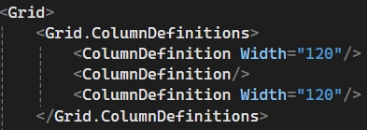 <Grid>
<Grid.ColumnDefinitions>
<ColumnDefinition Width="120"/>
<ColumnDefinition/>
<ColumnDefinition Width="120"/>
</Grid.ColumnDefinitions>